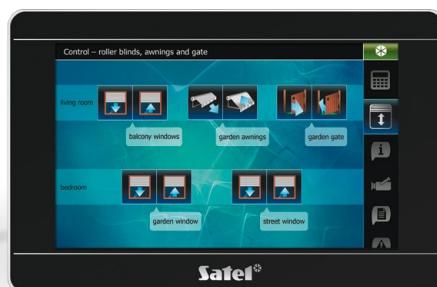 Control – roller blinds, awnings and gate
living room
balcony windows
garden awnings
garden gate
bedroom
garden window
street window
Satel